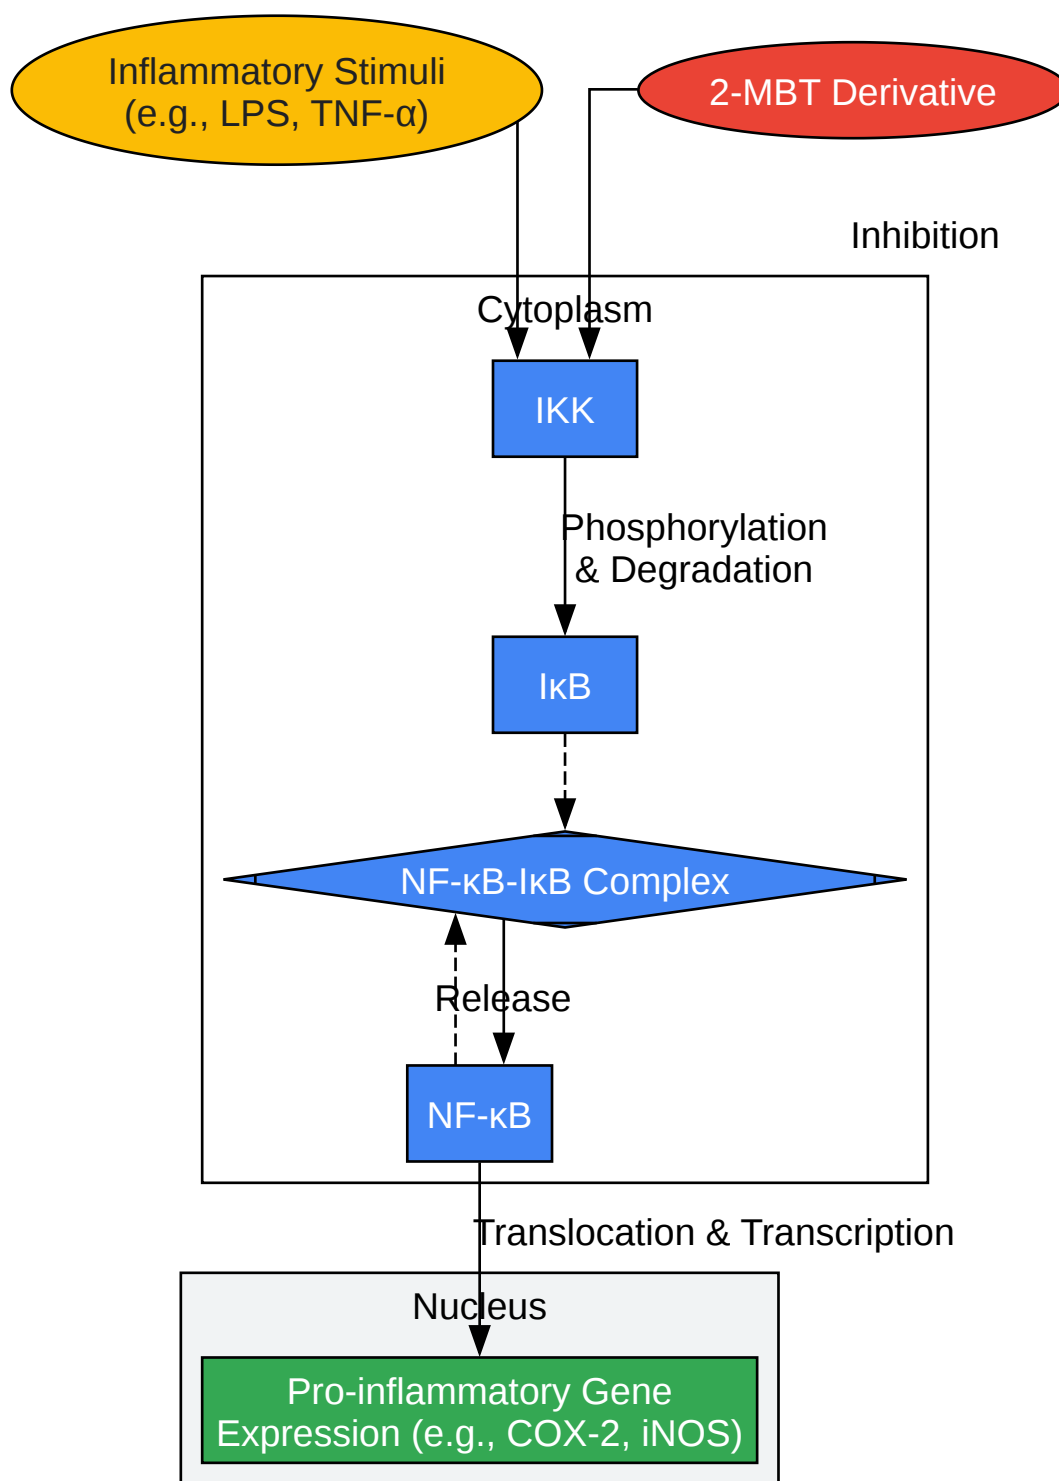 Inflammatory Stimuli
(e.g., LPS, TNF-α)
2-MBT Derivative
Inhibition
Cytoplasm
IKK
Phosphorylation
& Degradation
IκB
NF-κB-IκB Complex
Release
NF-κB
Translocation & Transcription
Nucleus
Pro-inflammatory Gene
Expression (e.g., COX-2, iNOS)